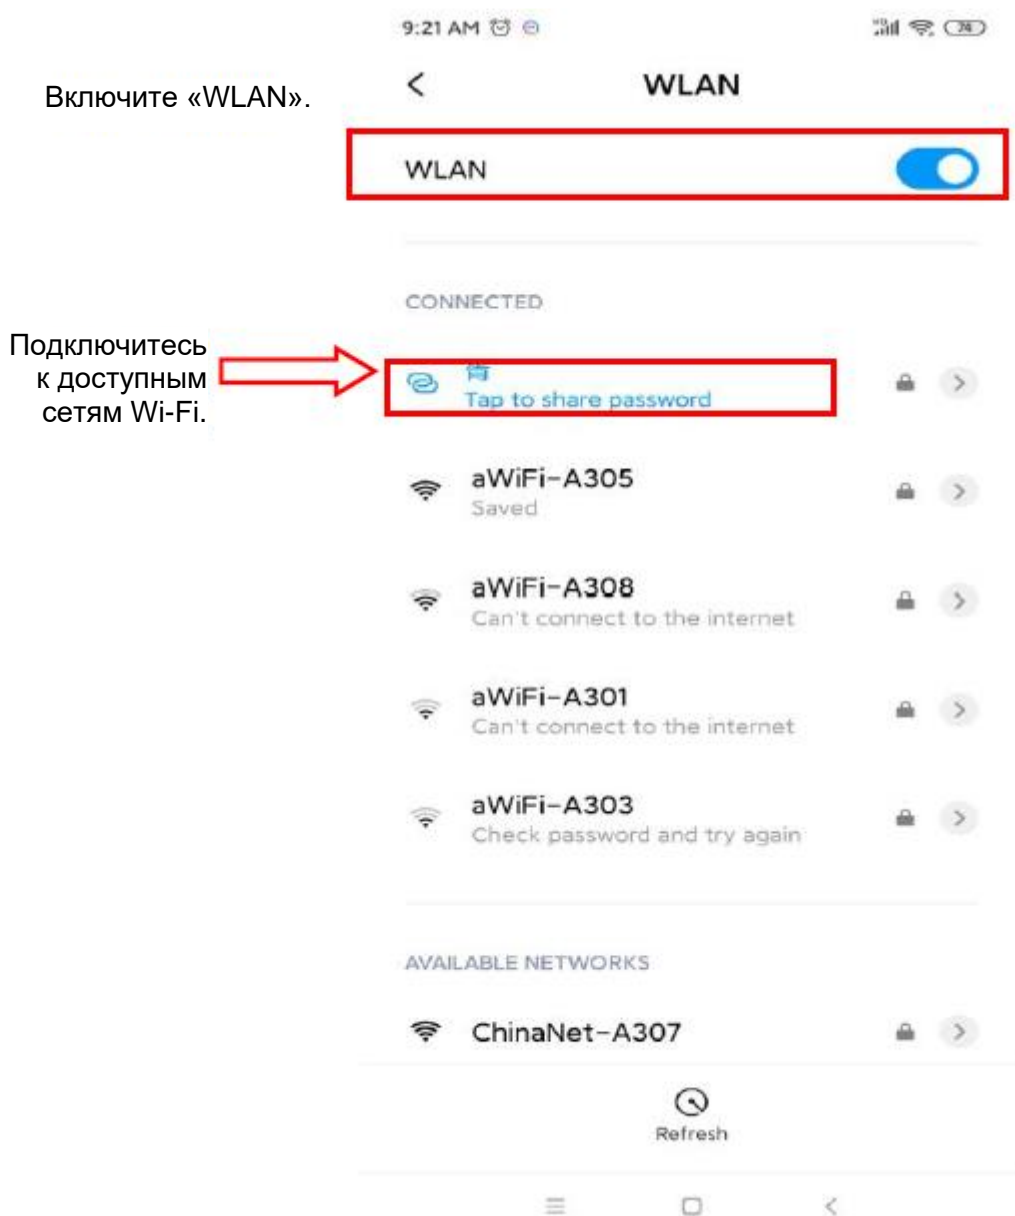 9:21 AM
74
Включите «WLAN».
WLAN
WLAN
CONNECTED
Подключитесь
к доступным
сетям Wi-Fi.
Tap to share password
aWiFi-A305
Saved
aWiFi-A308
Can't connect to the internet
aWiFi-A301
Can't connect to the internet
aWiFi-A303
Check password and try again
AVAILABLE NETWORKS
ChinaNet-A307
Refresh